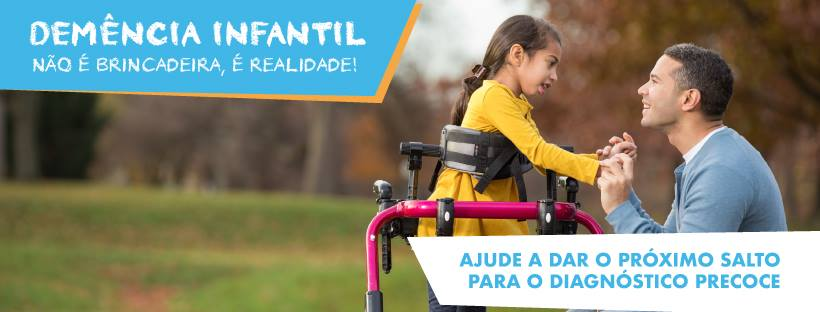 DEMÊNCIA INFANTIL
NÃO É BRINCADEIRA, É REALIDADE!
AJUDE A DAR O PRÓXIMO SALTO
PARA O DIAGNÓSTICO PRECOCE